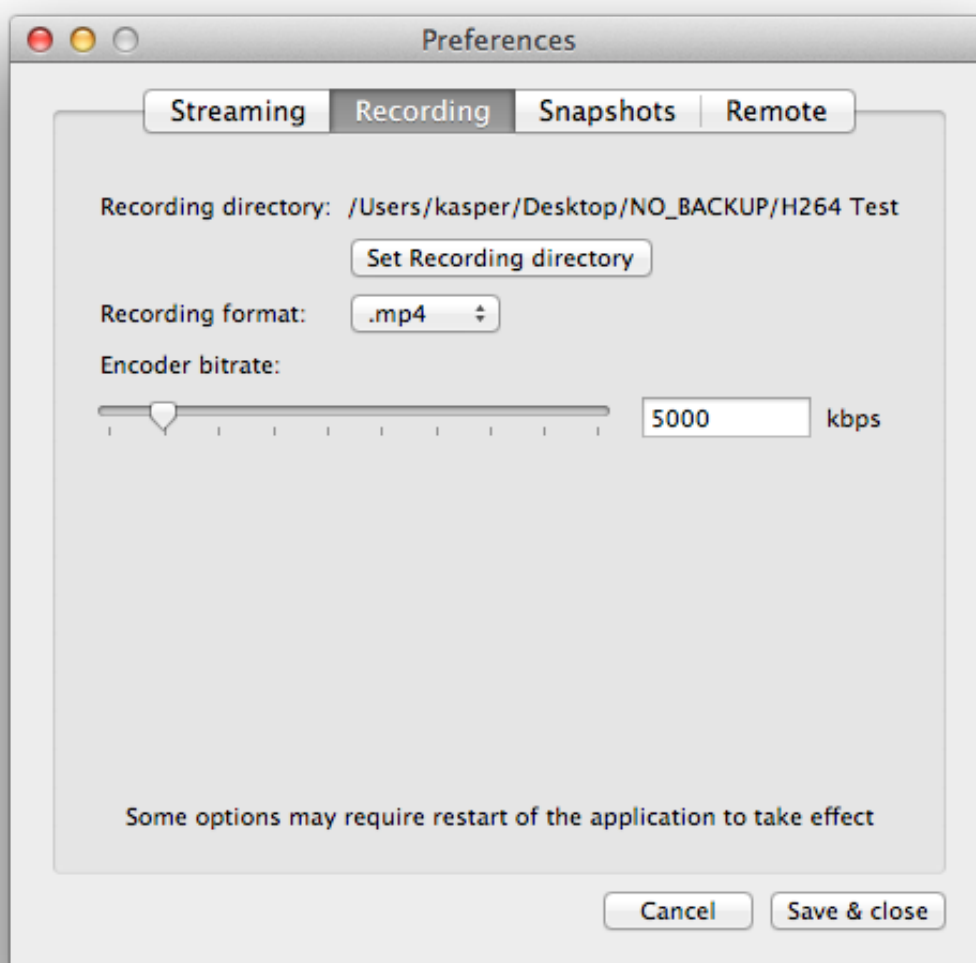 Preferences
Streaming Recording Snapshots Remote
Recording directory: /Users/kasper/Desktop/NO_BACKUP/H264 Test
Set Recording directory
Recording format: .mp4
Encoder bitrate:
5000 kbps
Some options may require restart of the application to take effect
Cancel Save & close